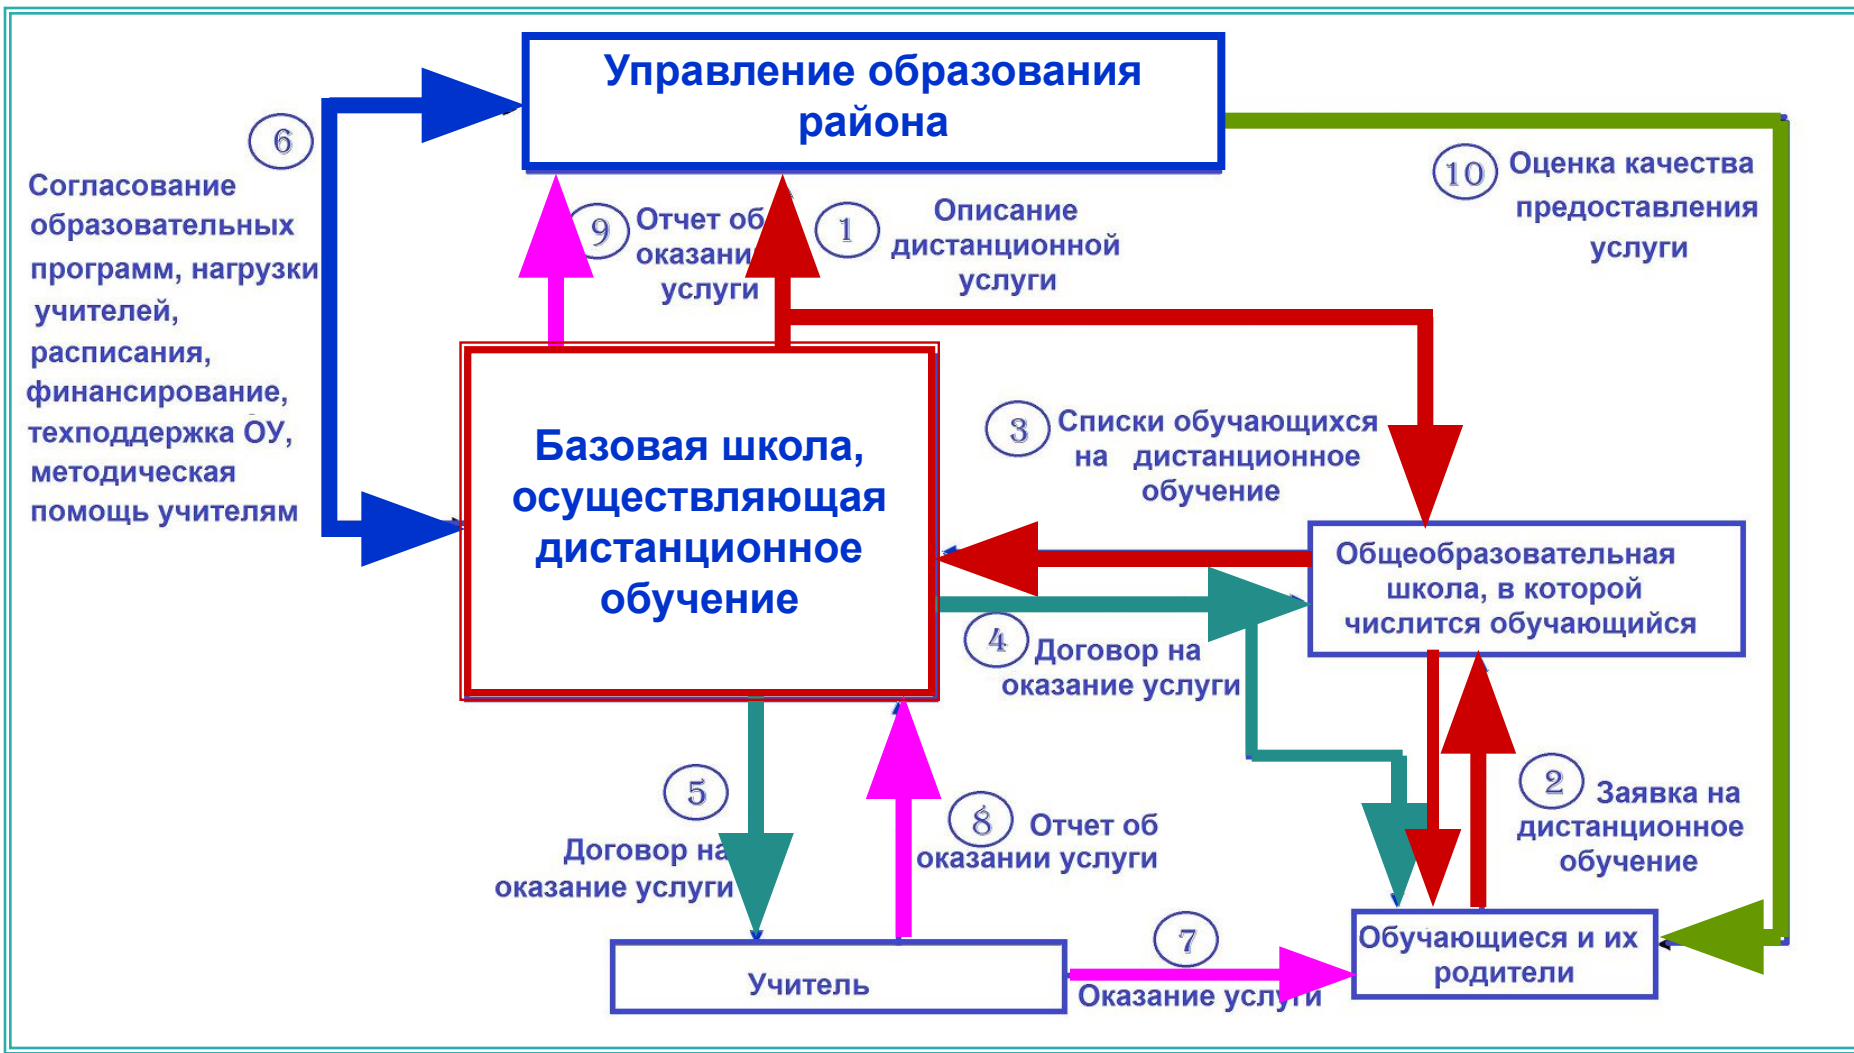 Управление образования
района
6
Согласование
образовательных
программ, нагрузки
учителей,
расписания,
финансирование,
техподдержка ОУ,
методическая
помощь учителям
9
Отчет об
оказани
услуги
1
Описание
дистанционной
услуги
10
Оценка качества
предоставления
услуги
Базовая школа,
осуществляющая
дистанционное
обучение
3
Списки обучающихся
на дистанционное
обучение
Общеобразовательная
школа, в которой
числится обучающийся
4
Договор на
оказание услуги
5
Договор на
оказание услуги
8
Отчет об
оказании услуги
2
Заявка на
дистанционное
обучение
7
Оказание услуги
Учитель
Обучающиеся и их
родители